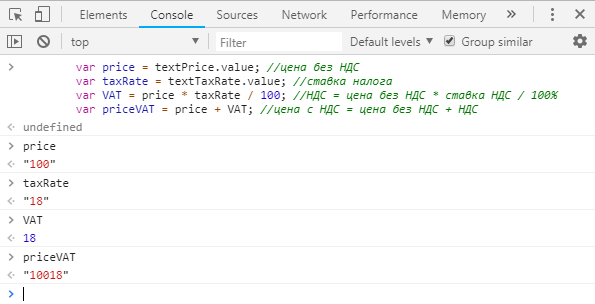 Elements Console Sources Network Performance Memory »
top Filter Default levels ▼ Group similar
> var price = textPrice.value; //цена без НДС
var taxRate = textTaxRate.value; //ставка налога
var VAT = price * taxRate / 100; //НДС = цена без НДС * ставка НДС / 100%
var priceVAT = price + VAT; //цена с НДС = цена без НДС + НДС
undefined
> price
"100"
> taxRate
"18"
> VAT
18
> priceVAT
"10018"
>